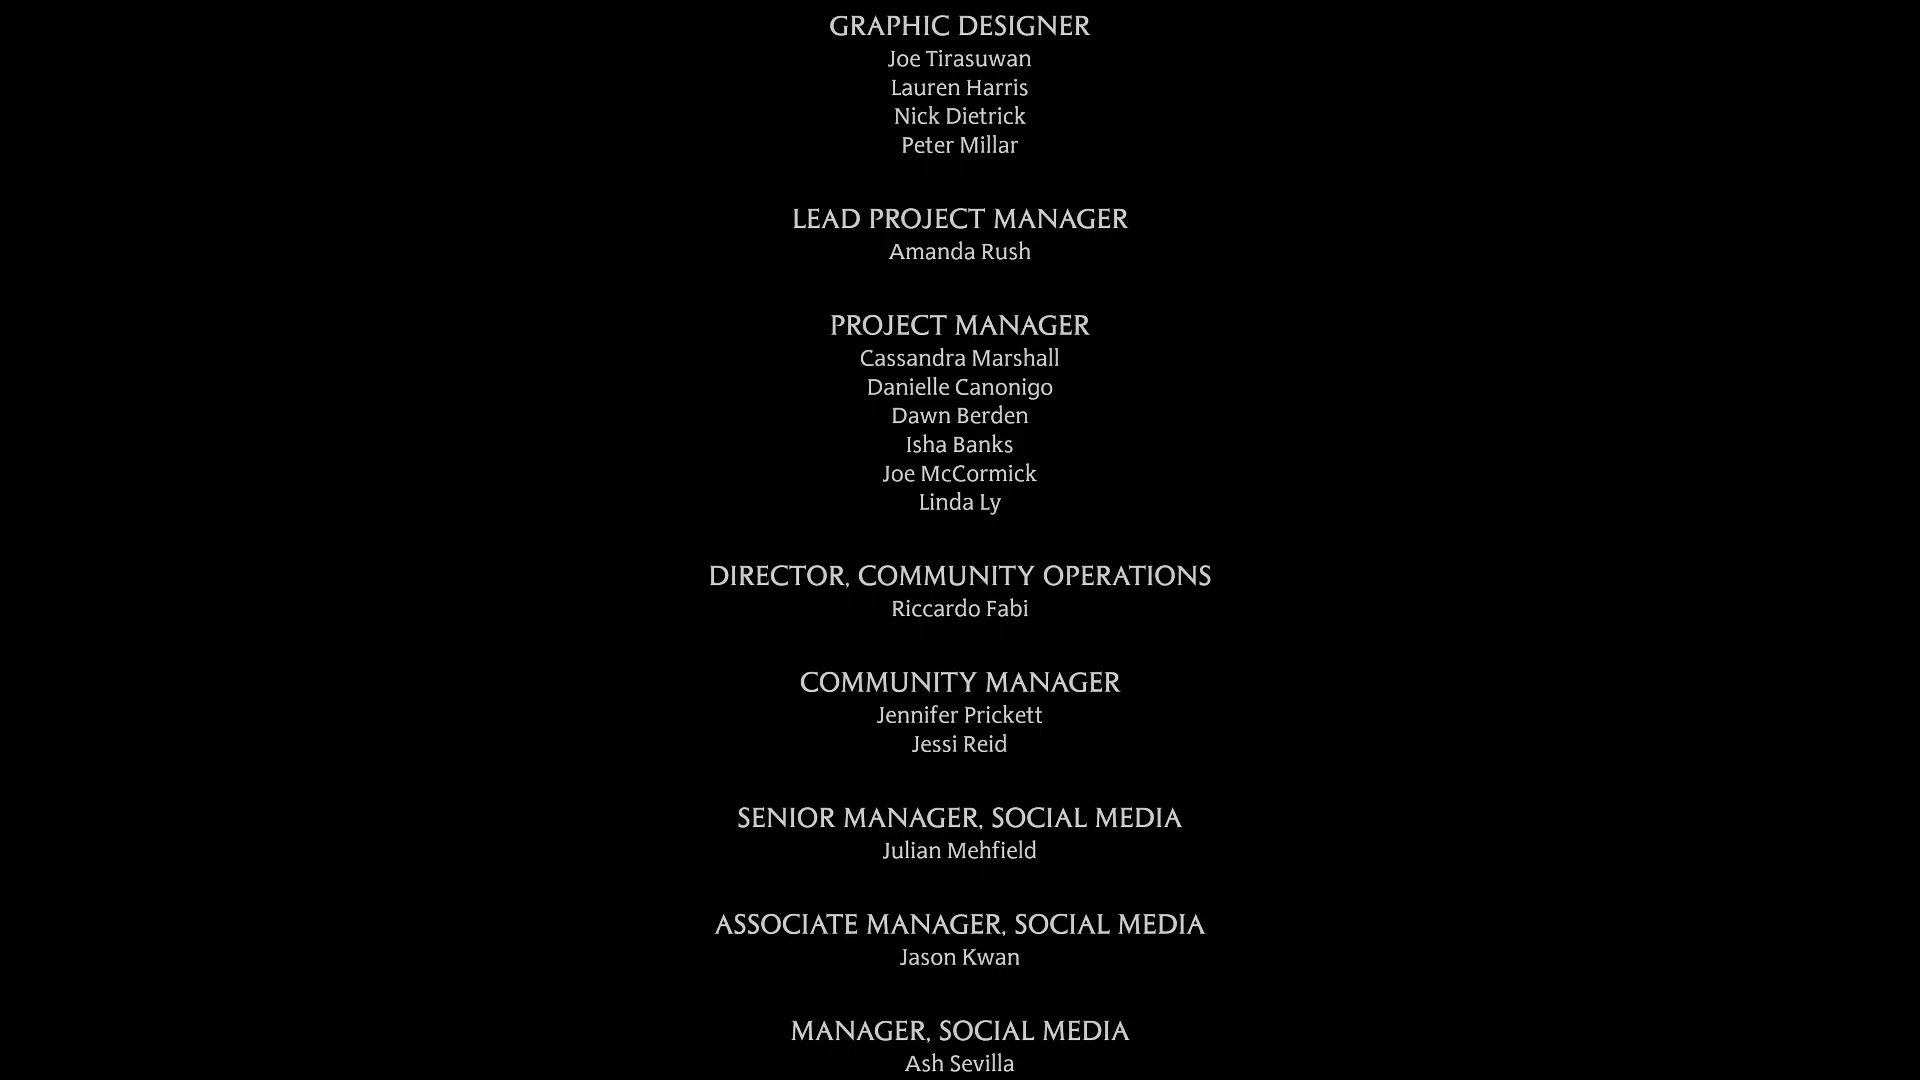 GRAPHIC DESIGNER
Joe Tirasuwan
Lauren Harris
Nick Dietrick
Peter Millar
LEAD PROJECT MANAGER
Amanda Rush
PROJECT MANAGER
Cassandra Marshall
Danielle Canonigo
Dawn Berden
Isha Banks
Joe McCormick
Linda Ly
DIRECTOR, COMMUNITY OPERATIONS
Riccardo Fabi
COMMUNITY MANAGER
Jennifer Prickett
Jessi Reid
SENIOR MANAGER, SOCIAL MEDIA
Julian Mehfield
ASSOCIATE MANAGER, SOCIAL MEDIA
Jason Kwan
MANAGER, SOCIAL MEDIA
Ash Sevilla